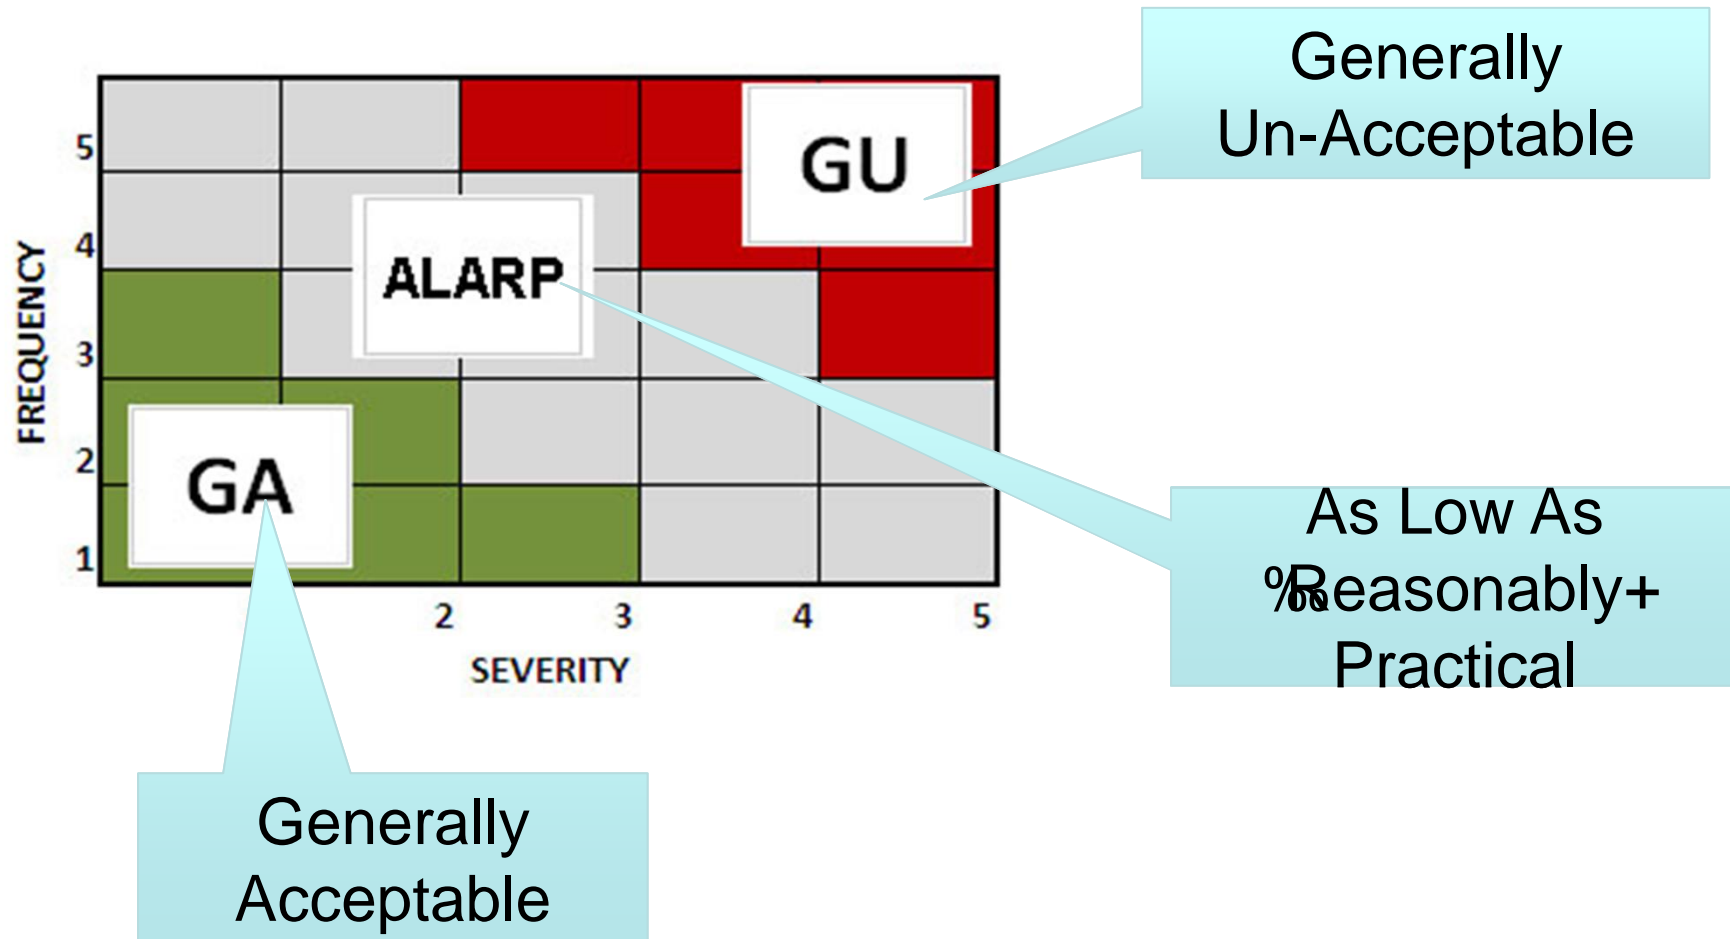 Generally
Un-Acceptable
5
GU
4
ALARP
FREQUENCY
3
2
GA
1
As Low As
%Reasonably+
Practical
2 3 4 5
SEVERITY
Generally
Acceptable